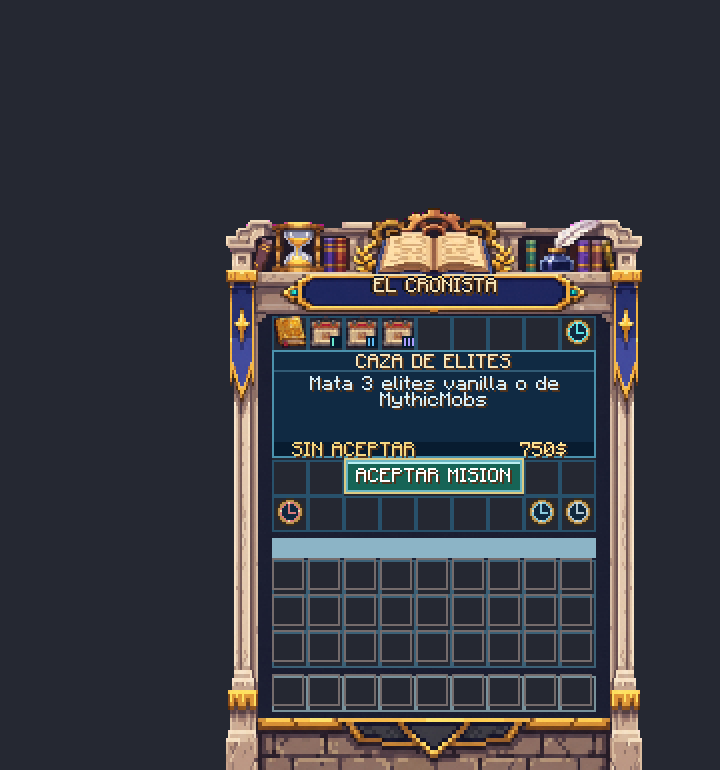 EL CRONISTA
CAZA DE ELITES
Mata 3 elites vanilla o de
MythicMobs
SIN ACEPTAR 750$
ACEPTAR MISION